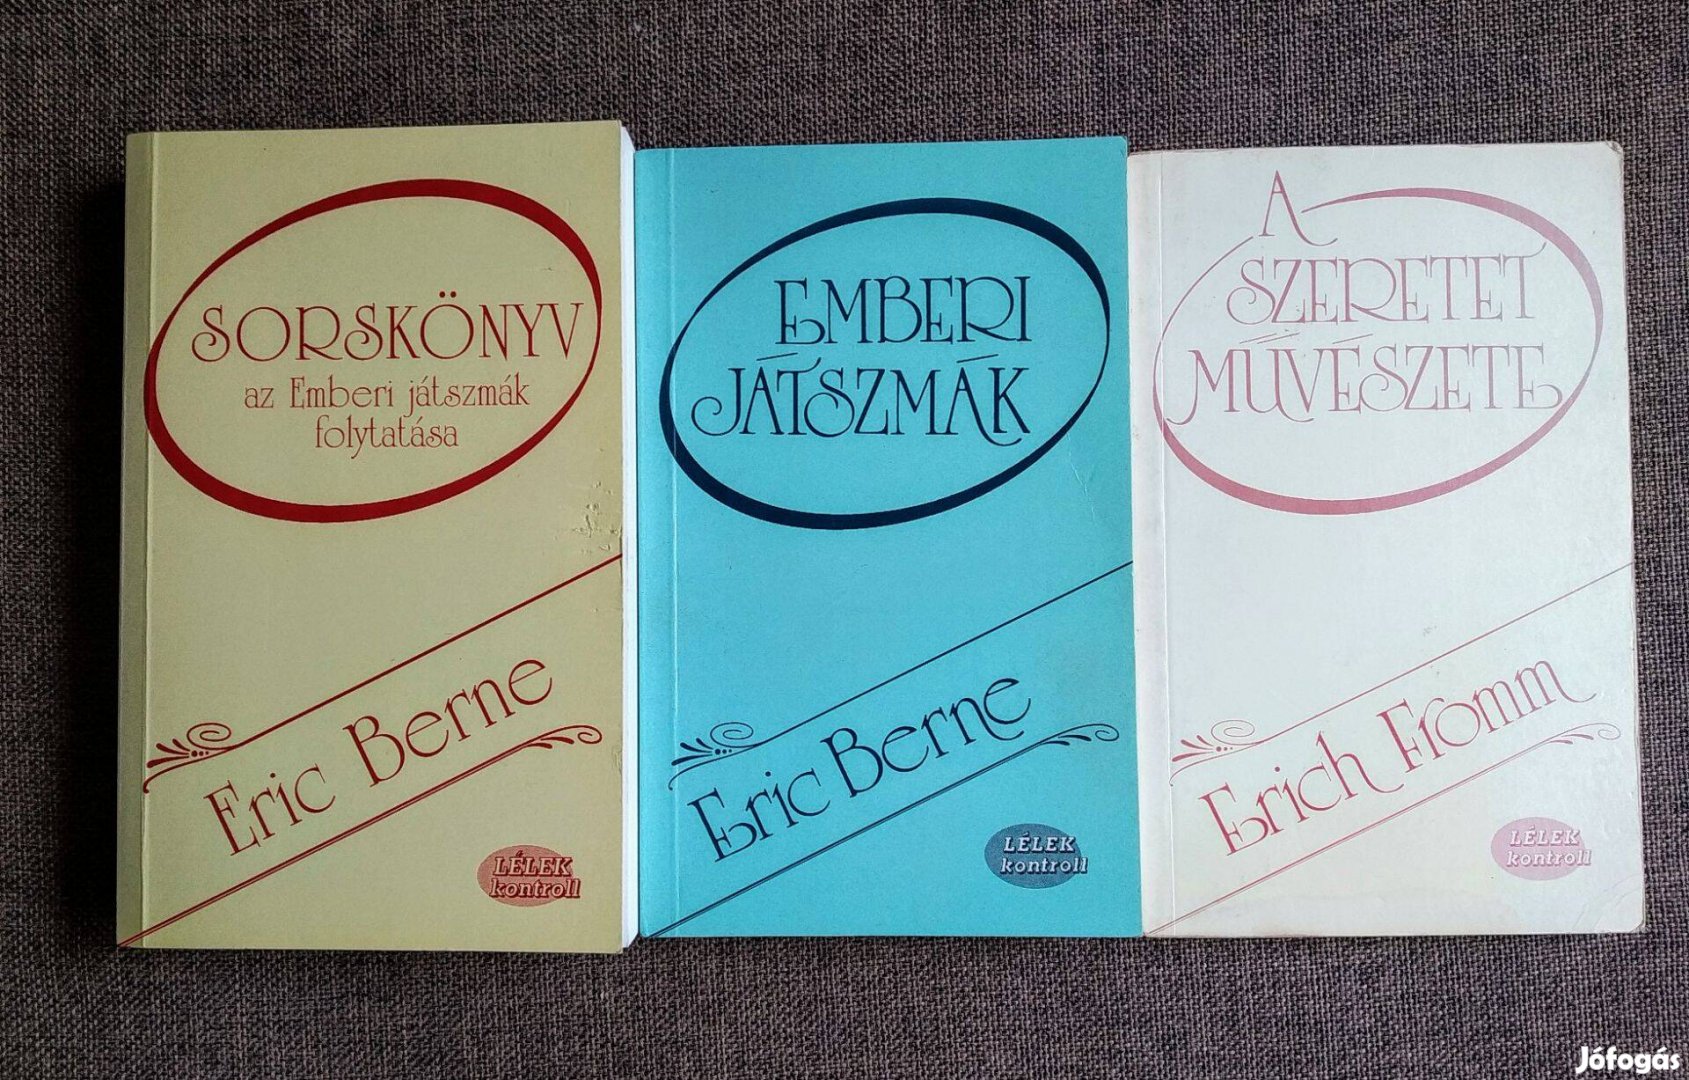 SORSKÖNYV
az Emberi játszmák
folytatása
Eric Berne
LÉLEK
kontroll
EMBERI
JÁTSZMÁK
Eric Berne
LÉLEK
kontroll
A
SZERETET
MŰVÉSZETE
Erich Fromm
LÉLEK
kontroll
Jófogás